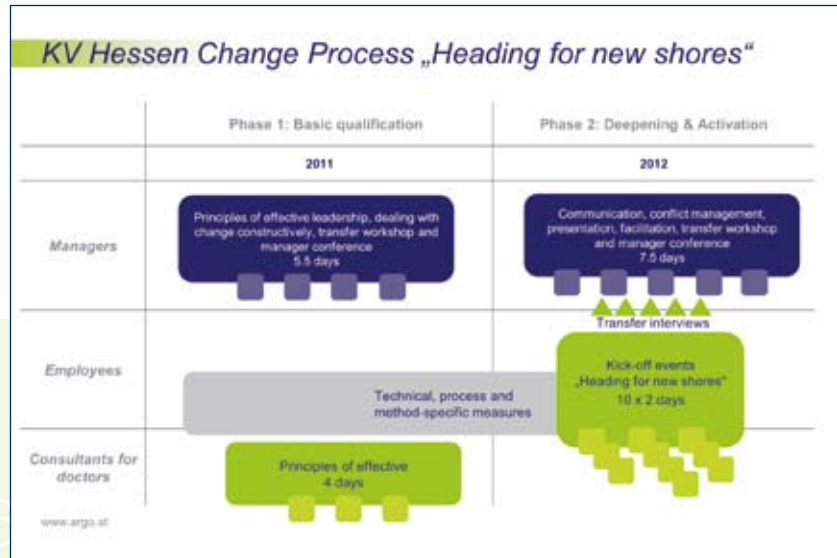 KV Hessen Change Process „Heading for new shores“
Phase 1: Basic qualification
Phase 2: Deepening & Activation
2011
2012
Managers
Principles of effective leadership, dealing with
change constructively, transfer workshop and
manager conference
5.5 days
Communication, conflict management,
presentation, facilitation, transfer workshop
and manager conference
7.5 days
Transfer interviews
Employees
Technical, process and
method-specific measures
Kick-off events
„Heading for new shores“
10 x 2 days
Consultants for
doctors
Principles of effective
4 days
www.argo.at